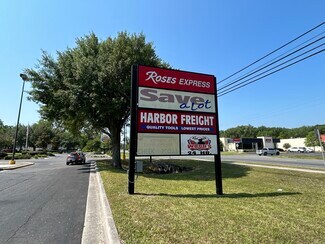 ROSES EXPRESS
Save
a lot
HARBOR FREIGHT
QUALITY TOOLS LOWEST PRICES